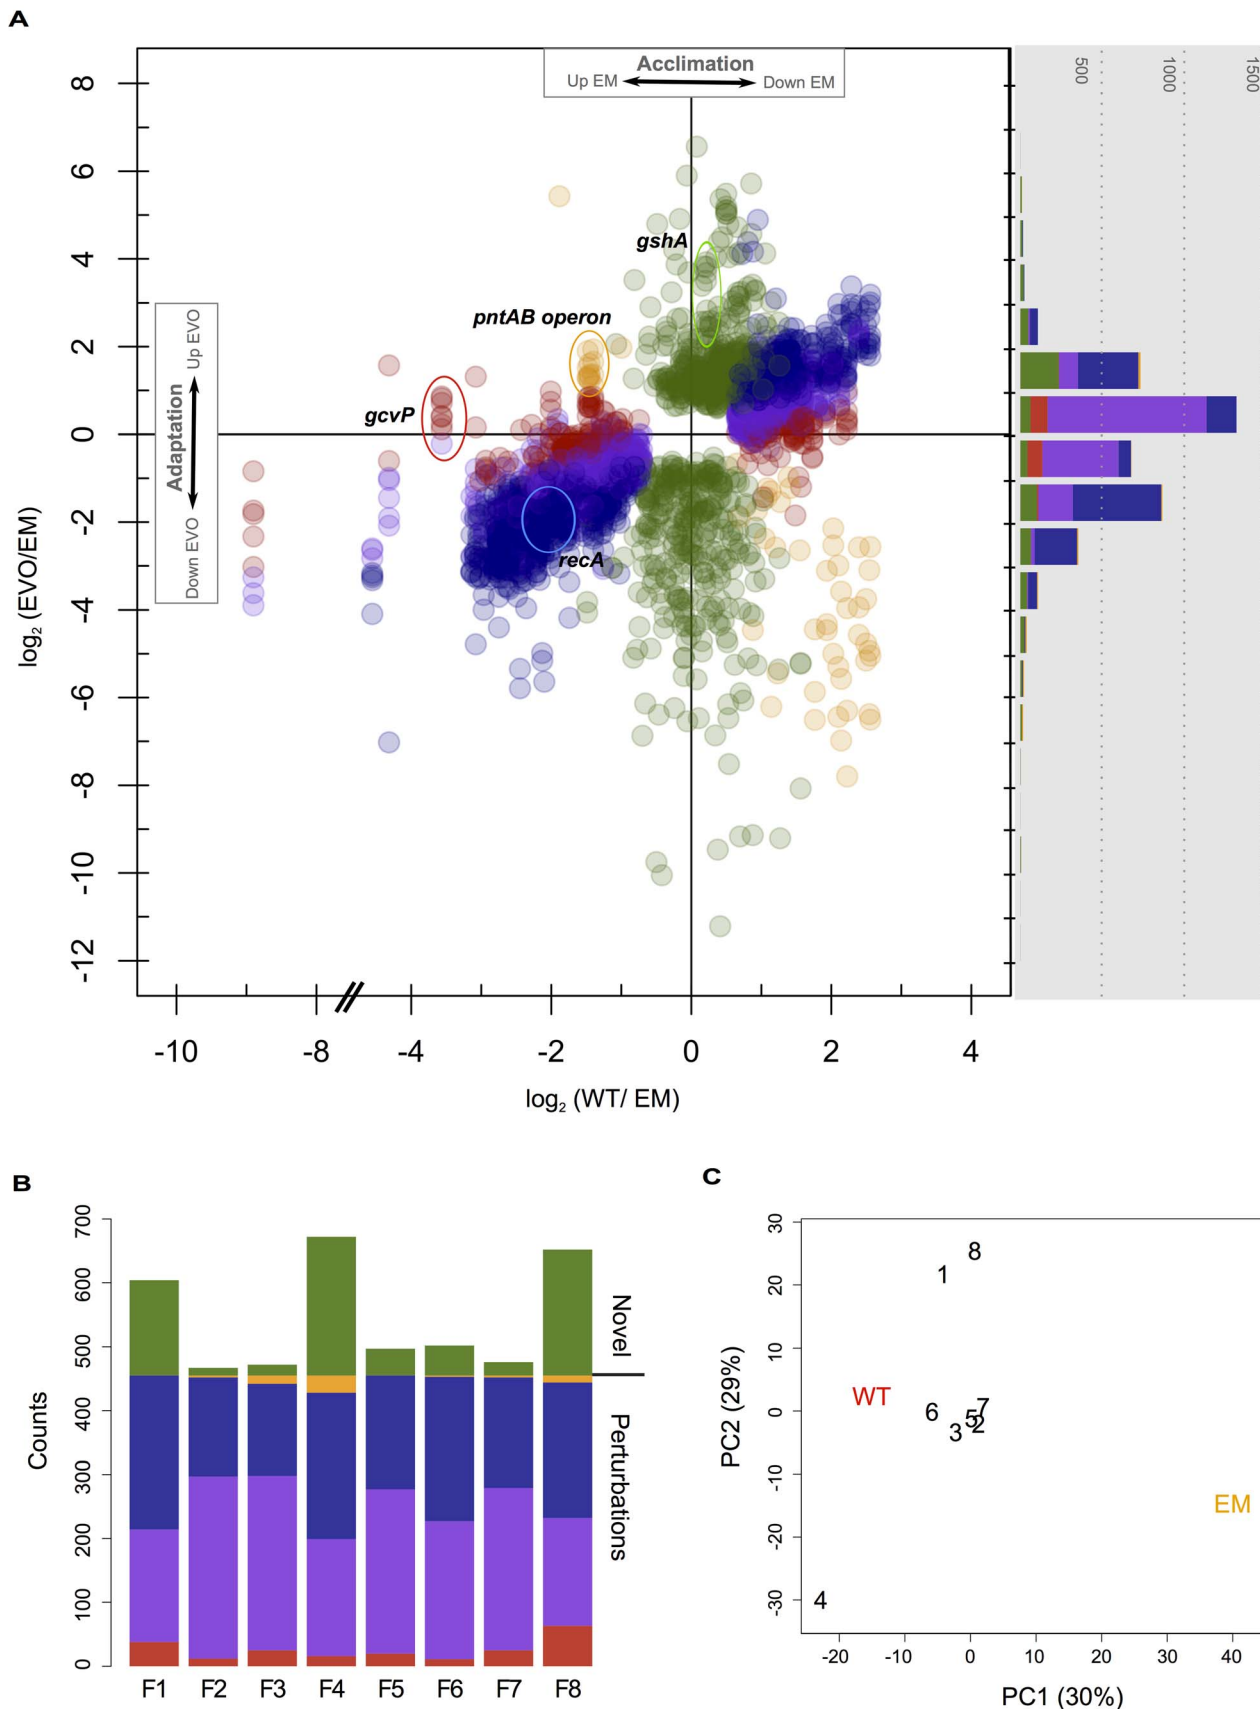 A
Acclimation
Up EM Down EM
500
1000
1500
8
6
4
2
0
-2
-4
-6
-8
-10
-12
log2 (EVO/EM)
Adaptation
Down EVO Up EVO
gshA
pntAB operon
gcvP
recA
-10 -8 -4 -2 0 2 4
log2 (WT/ EM)
B
Counts
700
600
500
400
300
200
100
0
Novel
Perturbations
F1 F2 F3 F4 F5 F6 F7 F8
C
PC2 (29%)
30
20
10
0
-10
-20
-30
8
1
WT
6
7
5
2
3
EM
4
-20 -10 0 10 20 30 40
PC1 (30%)